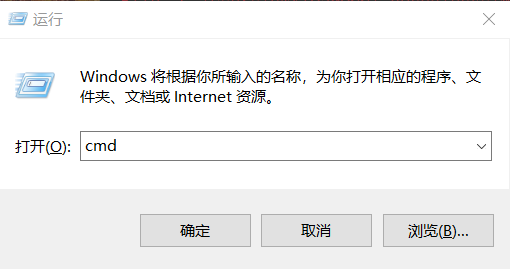 运行
Windows 将根据你所输入的名称，为你打开相应的程序、文
件夹、文档或 Internet 资源。
打开(O): cmd
确定 取消 浏览(B)...